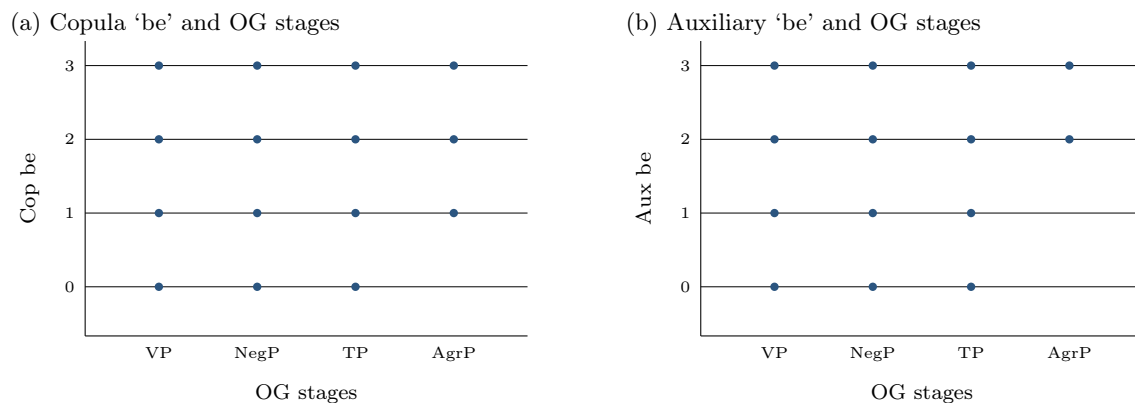 (a) Copula ‘be’ and OG stages
3
2
1
0
Cop be
VP NegP TP AgrP
OG stages
(b) Auxiliary ‘be’ and OG stages
3
2
1
0
Aux be
VP NegP TP AgrP
OG stages